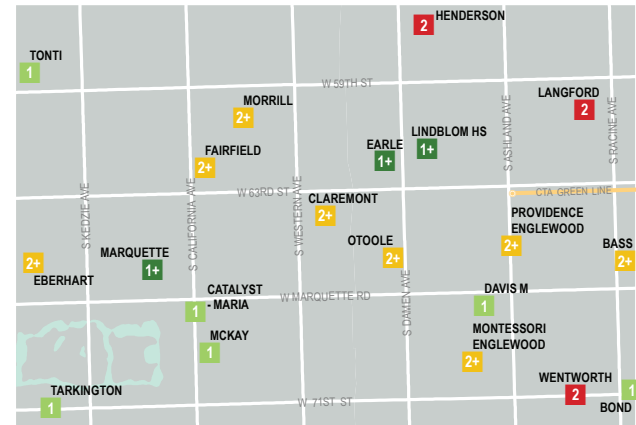 HENDERSON
2
TONTI
1
W 59TH ST
LANGFORD
2
MORRILL
2+
S ASHLAND AVE
S RACINE AVE
LINDBLOM HS
1+
EARLE
1+
FAIRFIELD
2+
S KEDZIE AVE
S CALIFORNIA AVE
S WESTERN AVE
W 63RD ST
CTA GREEN LINE
CLAREMONT
2+
PROVIDENCE
ENGLEWOOD
2+
OTOOLE
2+
BASS
2+
MARQUETTE
1+
2+
EBERHART
S DAMEN AVE
CATALYST
- MARIA
1
W MARQUETTE RD
DAVIS M
1
MCKAY
1
MONTESSORI
ENGLEWOOD
2+
WENTWORTH
2
TARKINGTON
1
W 71ST ST
1
BOND